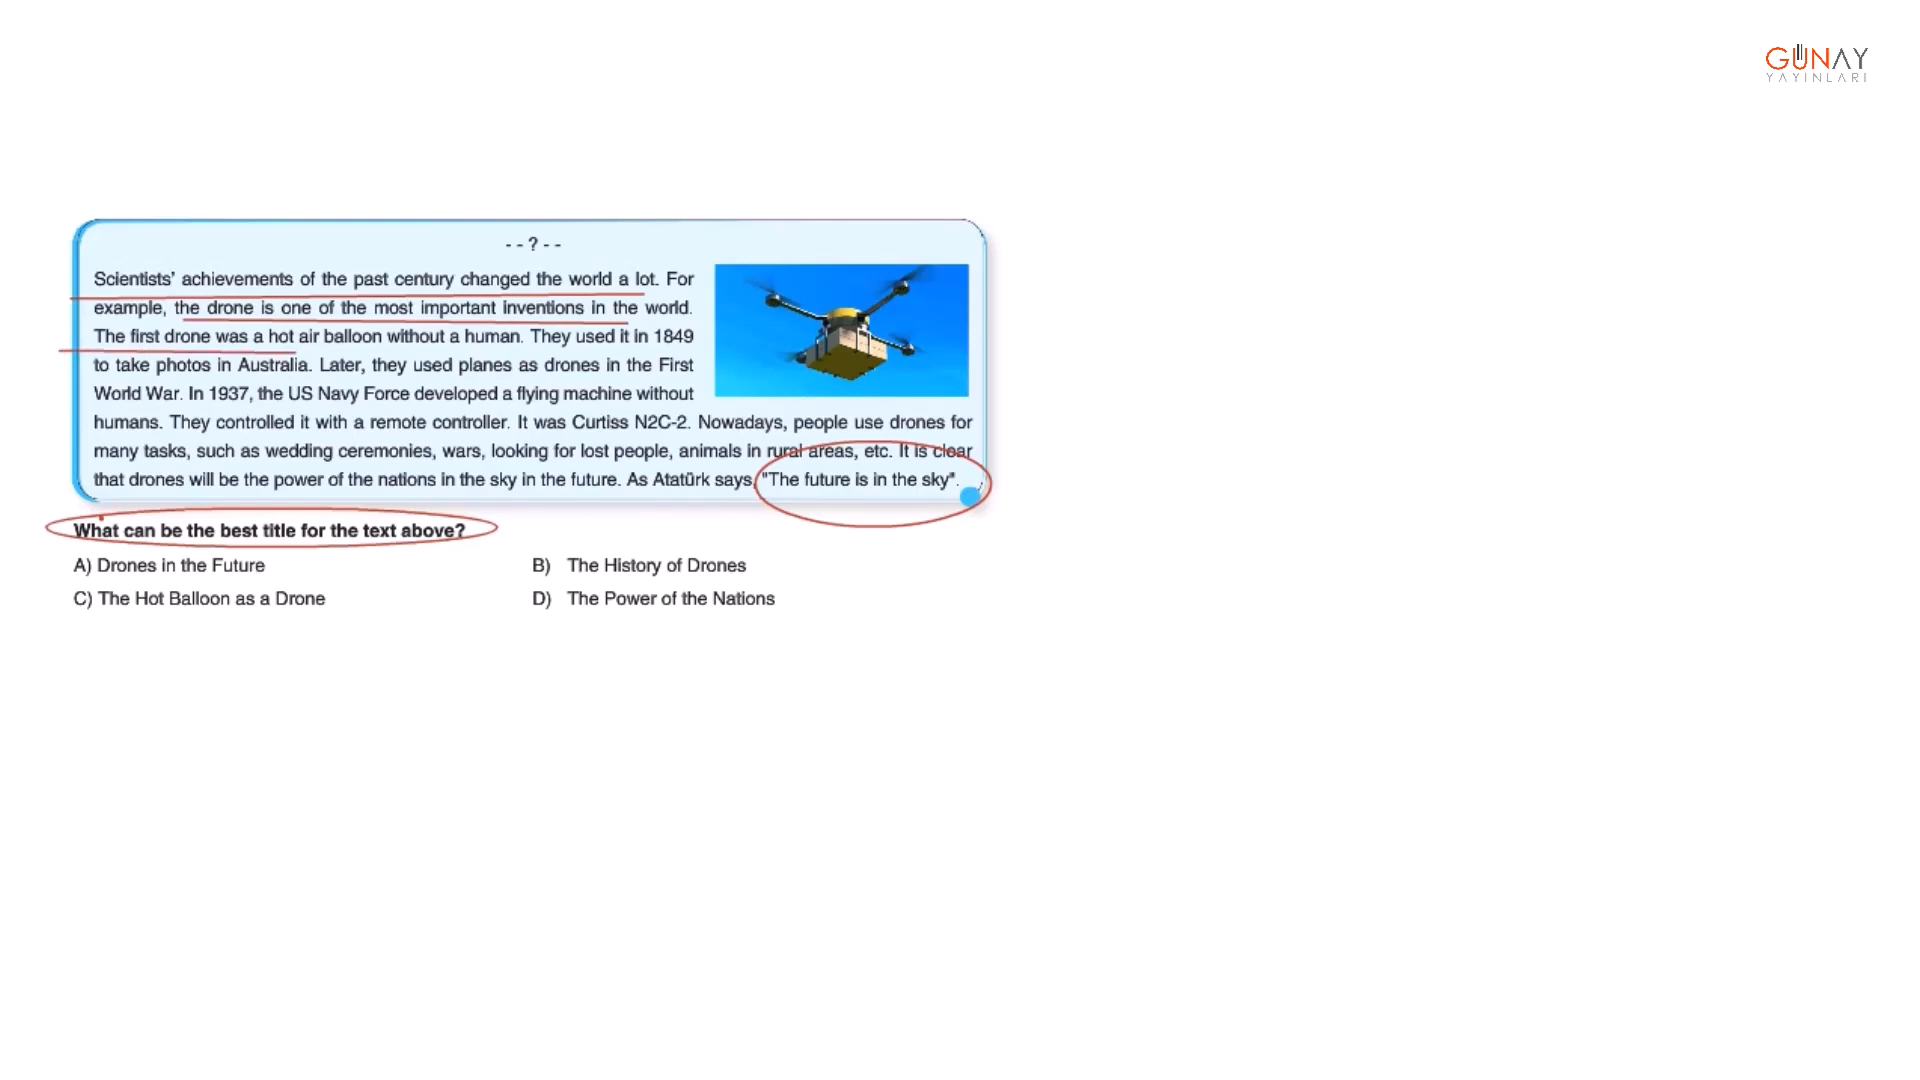 GÜNAY
YAYINLARI
--?--
Scientists' achievements of the past century changed the world a lot. For
example, the drone is one of the most important inventions in the world.
The first drone was a hot air balloon without a human. They used it in 1849
to take photos in Australia. Later, they used planes as drones in the First
World War. In 1937, the US Navy Force developed a flying machine without
humans. They controlled it with a remote controller. It was Curtiss N2C-2. Nowadays, people use drones for
many tasks, such as wedding ceremonies, wars, looking for lost people, animals in rural areas, etc. It is clear
that drones will be the power of the nations in the sky in the future. As Atatürk says, "The future is in the sky".
What can be the best title for the text above?
A) Drones in the Future
B) The History of Drones
C) The Hot Balloon as a Drone
D) The Power of the Nations